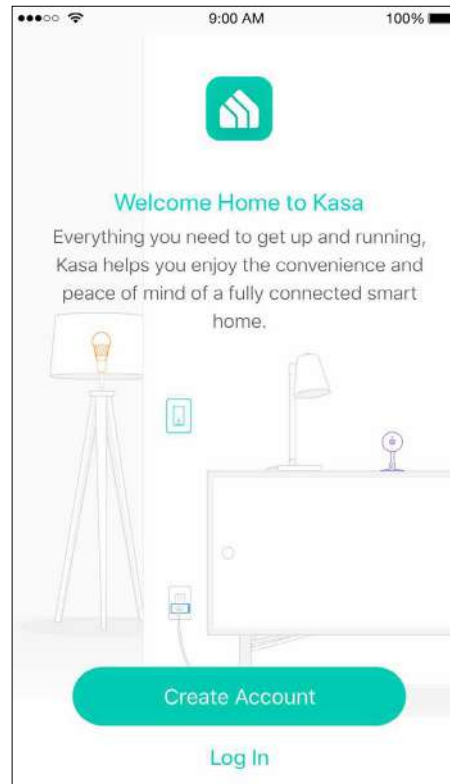 9:00 AM
100%
Welcome Home to Kasa
Everything you need to get up and running,
Kasa helps you enjoy the convenience and
peace of mind of a fully connected smart
home.
Create Account
Log In